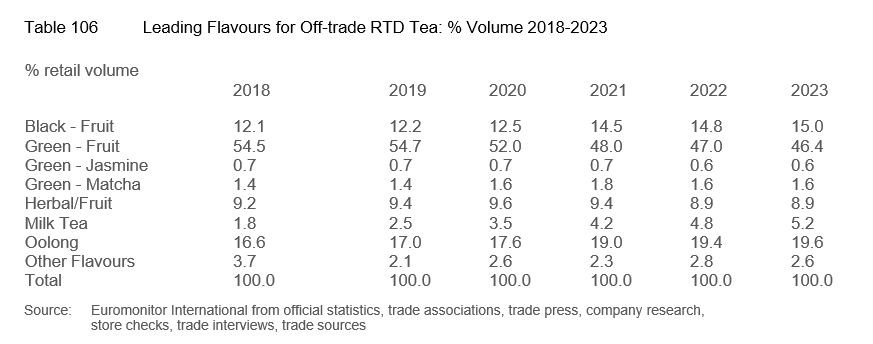 Table 106 Leading Flavours for Off-trade RTD Tea: % Volume 2018-2023
% retail volume
2018 2019 2020 2021 2022 2023
Black - Fruit 12.1 12.2 12.5 14.5 14.8 15.0
Green - Fruit 54.5 54.7 52.0 48.0 47.0 46.4
Green - Jasmine 0.7 0.7 0.7 0.7 0.6 0.6
Green - Matcha 1.4 1.4 1.6 1.8 1.6 1.6
Herbal/Fruit 9.2 9.4 9.6 9.4 8.9 8.9
Milk Tea 1.8 2.5 3.5 4.2 4.8 5.2
Oolong 16.6 17.0 17.6 19.0 19.4 19.6
Other Flavours 3.7 2.1 2.6 2.3 2.8 2.6
Total 100.0 100.0 100.0 100.0 100.0 100.0
Source: Euromonitor International from official statistics, trade associations, trade press, company research,
store checks, trade interviews, trade sources